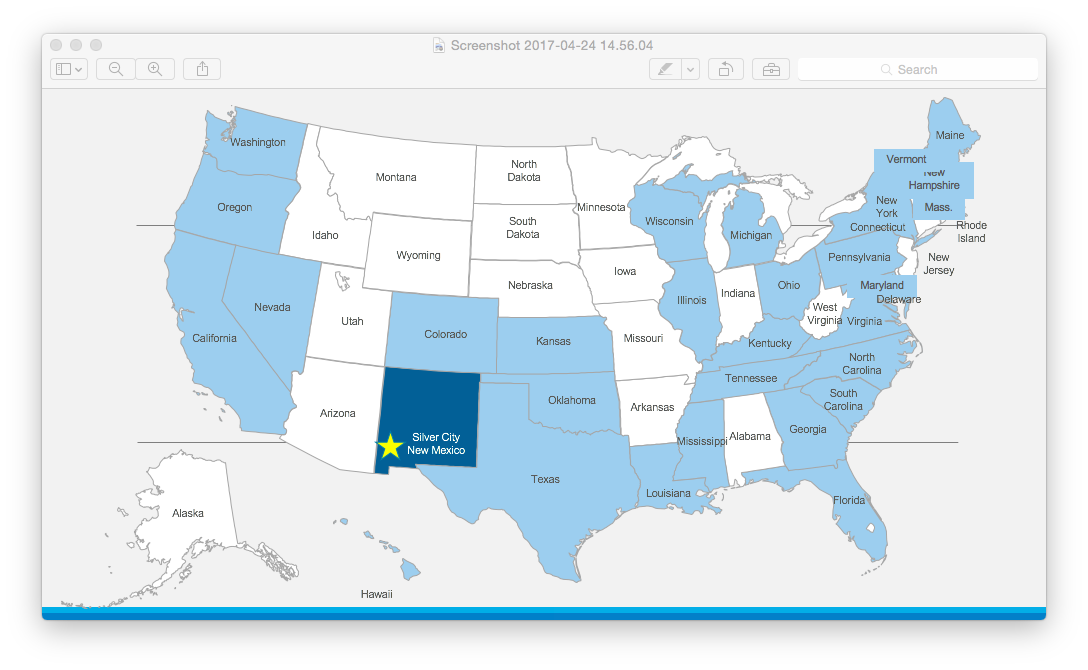 Screenshot 2017-04-24 14.56.04
Search
Washington
Maine
Vermont
New
Hampshire
Montana
North
Dakota
Minnesota
Oregon
New
York
Mass.
Idaho
South
Dakota
Wisconsin
Michigan
Connecticut
Rhode
Island
Wyoming
Iowa
Pennsylvania
New
Jersey
Nebraska
Illinois
Indiana
Ohio
Maryland
Delaware
Nevada
Utah
Colorado
Kansas
Missouri
West
Virginia
Virginia
California
Kentucky
North
Carolina
Tennessee
Arizona
Oklahoma
Arkansas
South
Carolina
Silver City
New Mexico
Mississippi
Alabama
Georgia
Texas
Louisiana
Florida
Alaska
Hawaii